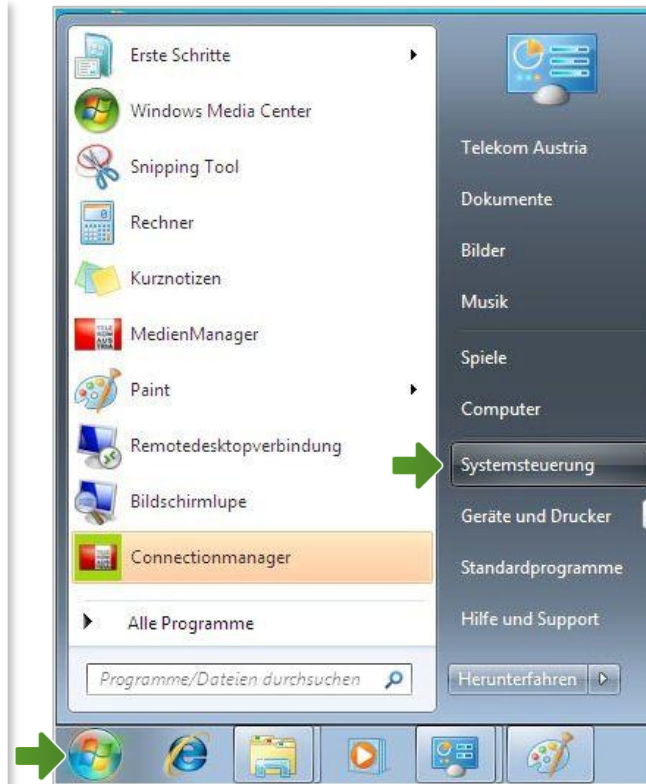 Erste Schritte
Windows Media Center
Snipping Tool
Rechner
Kurznotizen
MedienManager
Paint
Remotedesktopverbindung
Bildschirmlupe
Connectionmanager
Alle Programme
Programme/Dateien durchsuchen
Telekom Austria
Dokumente
Bilder
Musik
Spiele
Computer
Systemsteuerung
Geräte und Drucker
Standardprogramme
Hilfe und Support
Herunterfahren